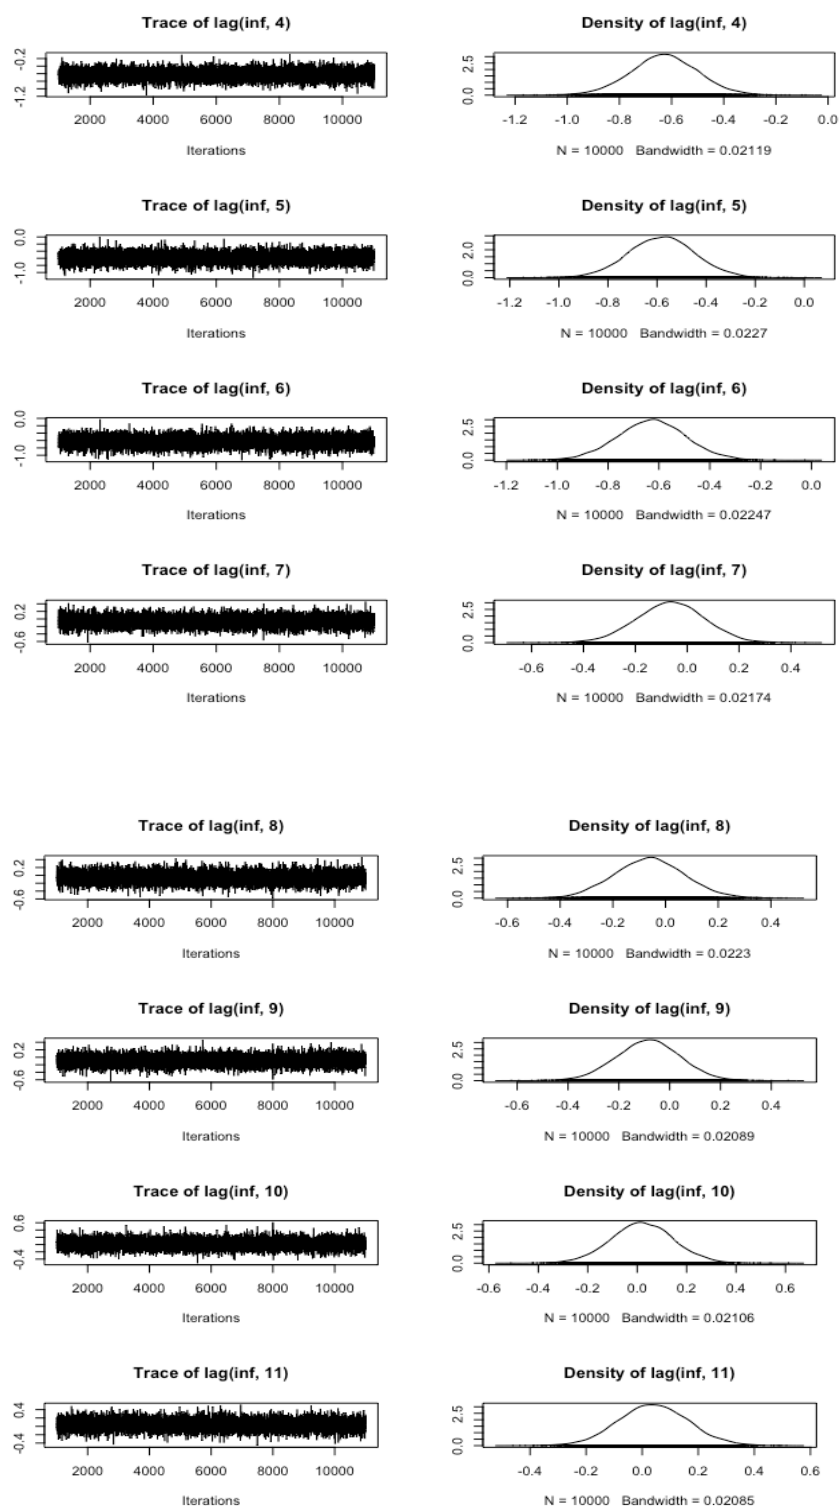 Trace of lag(inf, 4)
Density of lag(inf, 4)
-0.2
-1.2
2000 4000 6000 8000 10000
Iterations
2.5
0.0
-1.2 -1.0 -0.8 -0.6 -0.4 -0.2 0.0
N = 10000 Bandwidth = 0.02119
Trace of lag(inf, 5)
Density of lag(inf, 5)
0.0
-1.0
2000 4000 6000 8000 10000
Iterations
2.0
0.0
-1.2 -1.0 -0.8 -0.6 -0.4 -0.2 0.0
N = 10000 Bandwidth = 0.0227
Trace of lag(inf, 6)
Density of lag(inf, 6)
0.0
-1.0
2000 4000 6000 8000 10000
Iterations
2.5
0.0
-1.2 -1.0 -0.8 -0.6 -0.4 -0.2 0.0
N = 10000 Bandwidth = 0.02247
Trace of lag(inf, 7)
Density of lag(inf, 7)
0.2
-0.6
2000 4000 6000 8000 10000
Iterations
2.5
0.0
-0.6 -0.4 -0.2 0.0 0.2 0.4
N = 10000 Bandwidth = 0.02174
Trace of lag(inf, 8)
Density of lag(inf, 8)
0.2
-0.6
2000 4000 6000 8000 10000
Iterations
2.5
0.0
-0.6 -0.4 -0.2 0.0 0.2 0.4
N = 10000 Bandwidth = 0.0223
Trace of lag(inf, 9)
Density of lag(inf, 9)
0.2
-0.6
2000 4000 6000 8000 10000
Iterations
2.5
0.0
-0.6 -0.4 -0.2 0.0 0.2 0.4
N = 10000 Bandwidth = 0.02089
Trace of lag(inf, 10)
Density of lag(inf, 10)
0.6
-0.4
2000 4000 6000 8000 10000
Iterations
2.5
0.0
-0.6 -0.4 -0.2 0.0 0.2 0.4 0.6
N = 10000 Bandwidth = 0.02106
Trace of lag(inf, 11)
Density of lag(inf, 11)
0.4
-0.4
2000 4000 6000 8000 10000
Iterations
2.5
0.0
-0.4 -0.2 0.0 0.2 0.4 0.6
N = 10000 Bandwidth = 0.02085